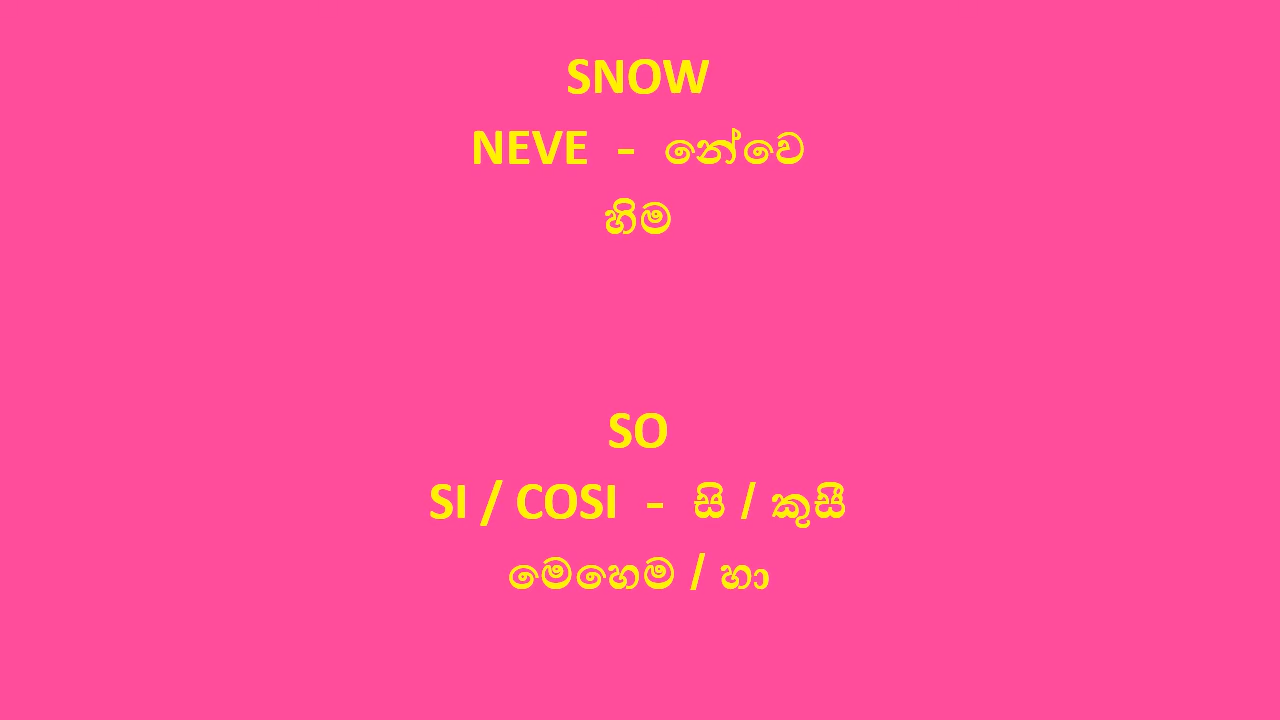 SNOW
NEVE - නේවෙ
හිම
SO
SI / COSI - සි / කුසී
මෙහෙම / හා